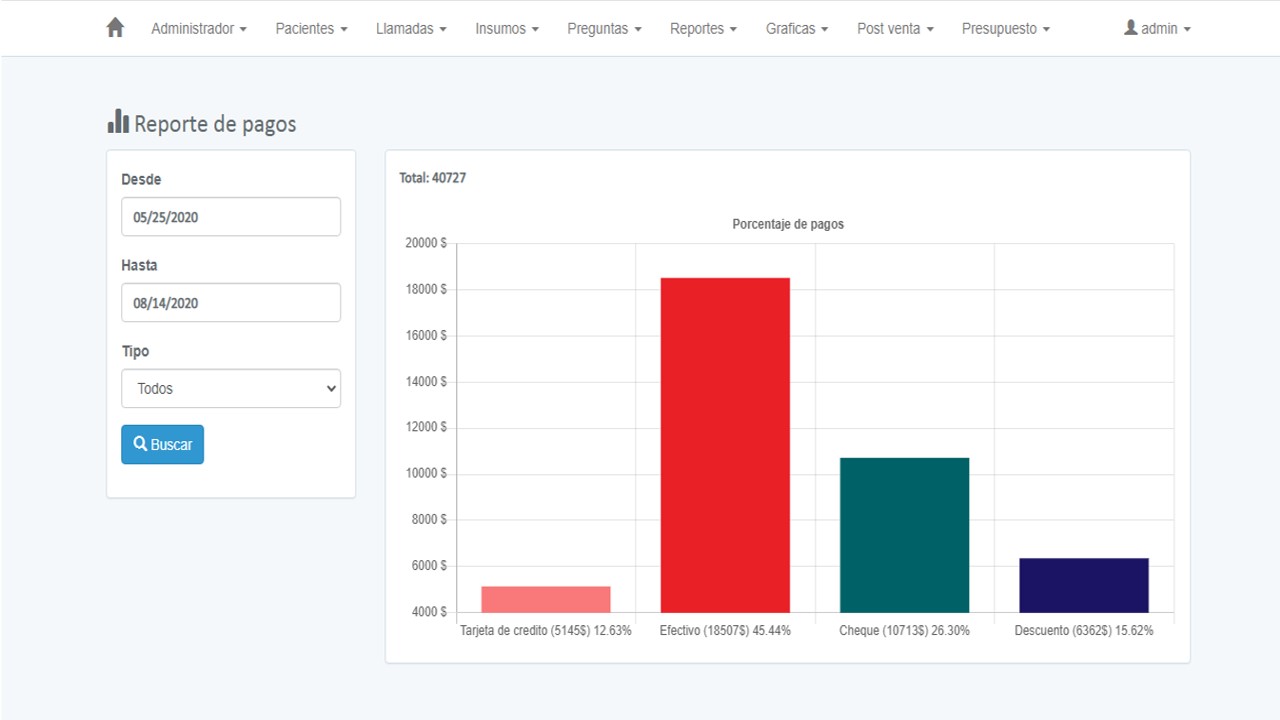 Administrador Pacientes Llamadas Insumos Preguntas Reportes Graficas Post venta Presupuesto admin
Reporte de pagos
Desde
05/25/2020
Hasta
08/14/2020
Tipo
Todos
Buscar
Total: 40727
Porcentaje de pagos
20000 $
18000 $
16000 $
14000 $
12000 $
10000 $
8000 $
6000 $
4000 $
Tarjeta de credito (5145$) 12.63% Efectivo (18507$) 45.44% Cheque (10713$) 26.30% Descuento (6362$) 15.62%